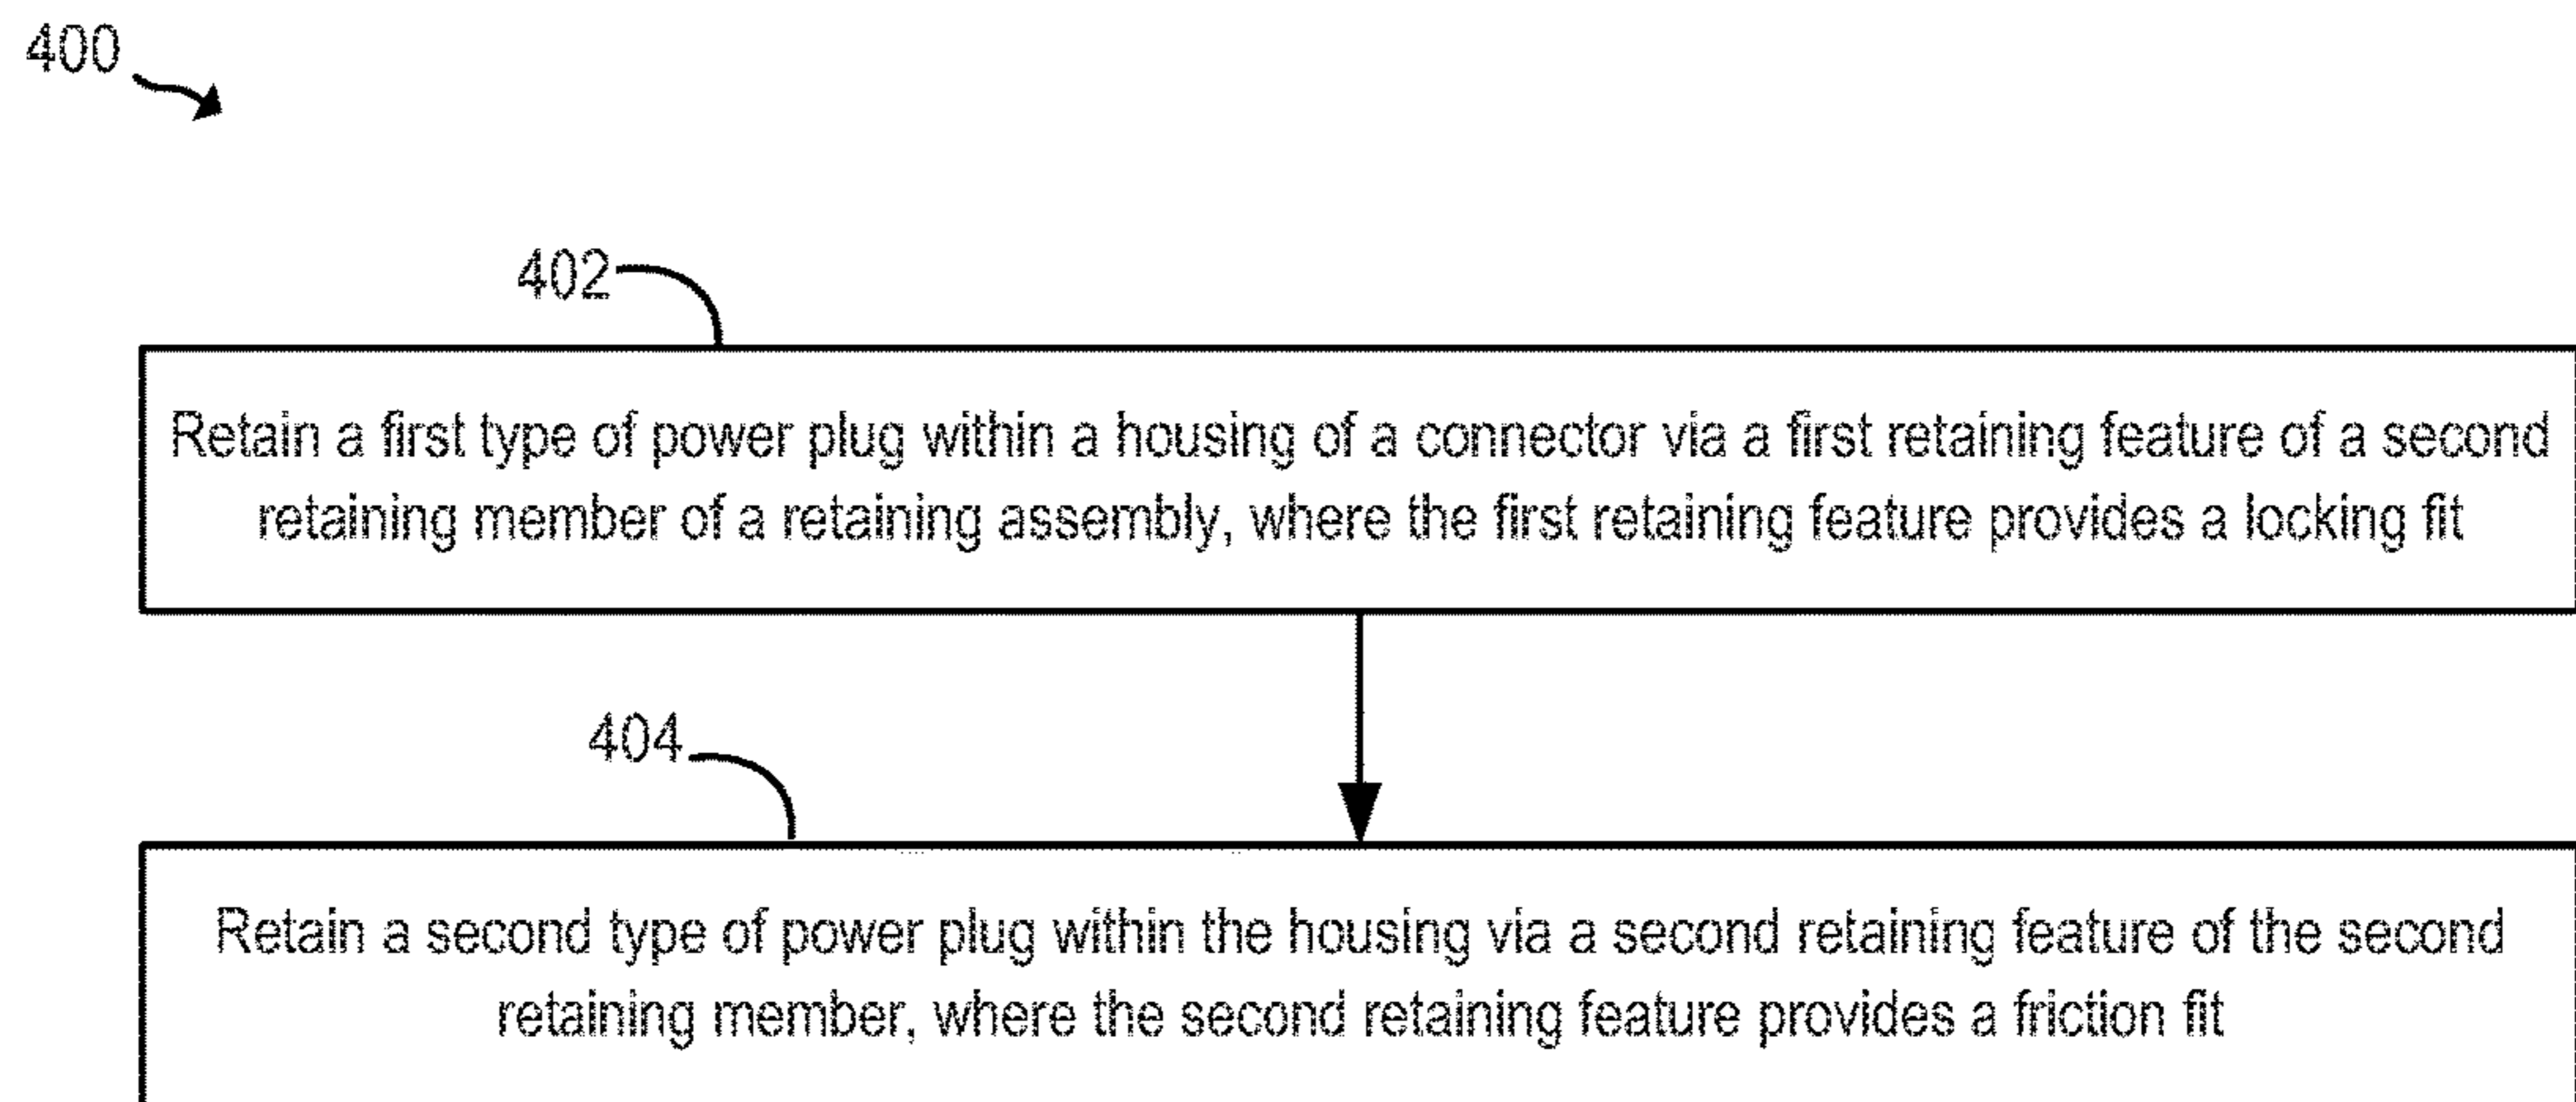 400
402
Retain a first type of power plug within a housing of a connector via a first retaining feature of a second
retaining member of a retaining assembly, where the first retaining feature provides a locking fit
404
Retain a second type of power plug within the housing via a second retaining feature of the second
retaining member, where the second retaining feature provides a friction fit